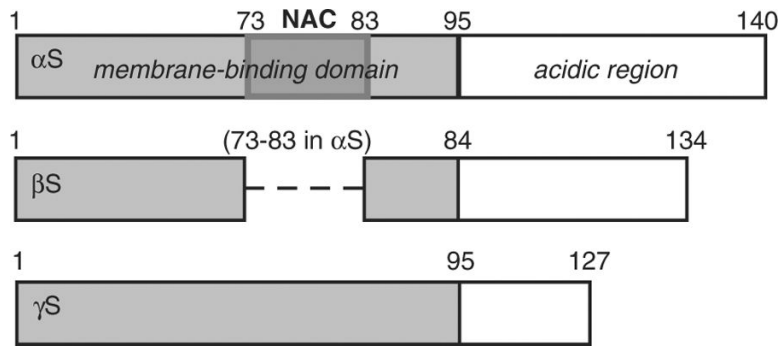 1 73 NAC 83 95 140
αS membrane-binding domain acidic region
1 (73-83 in αS) 84 134
βS
1 95 127
γS